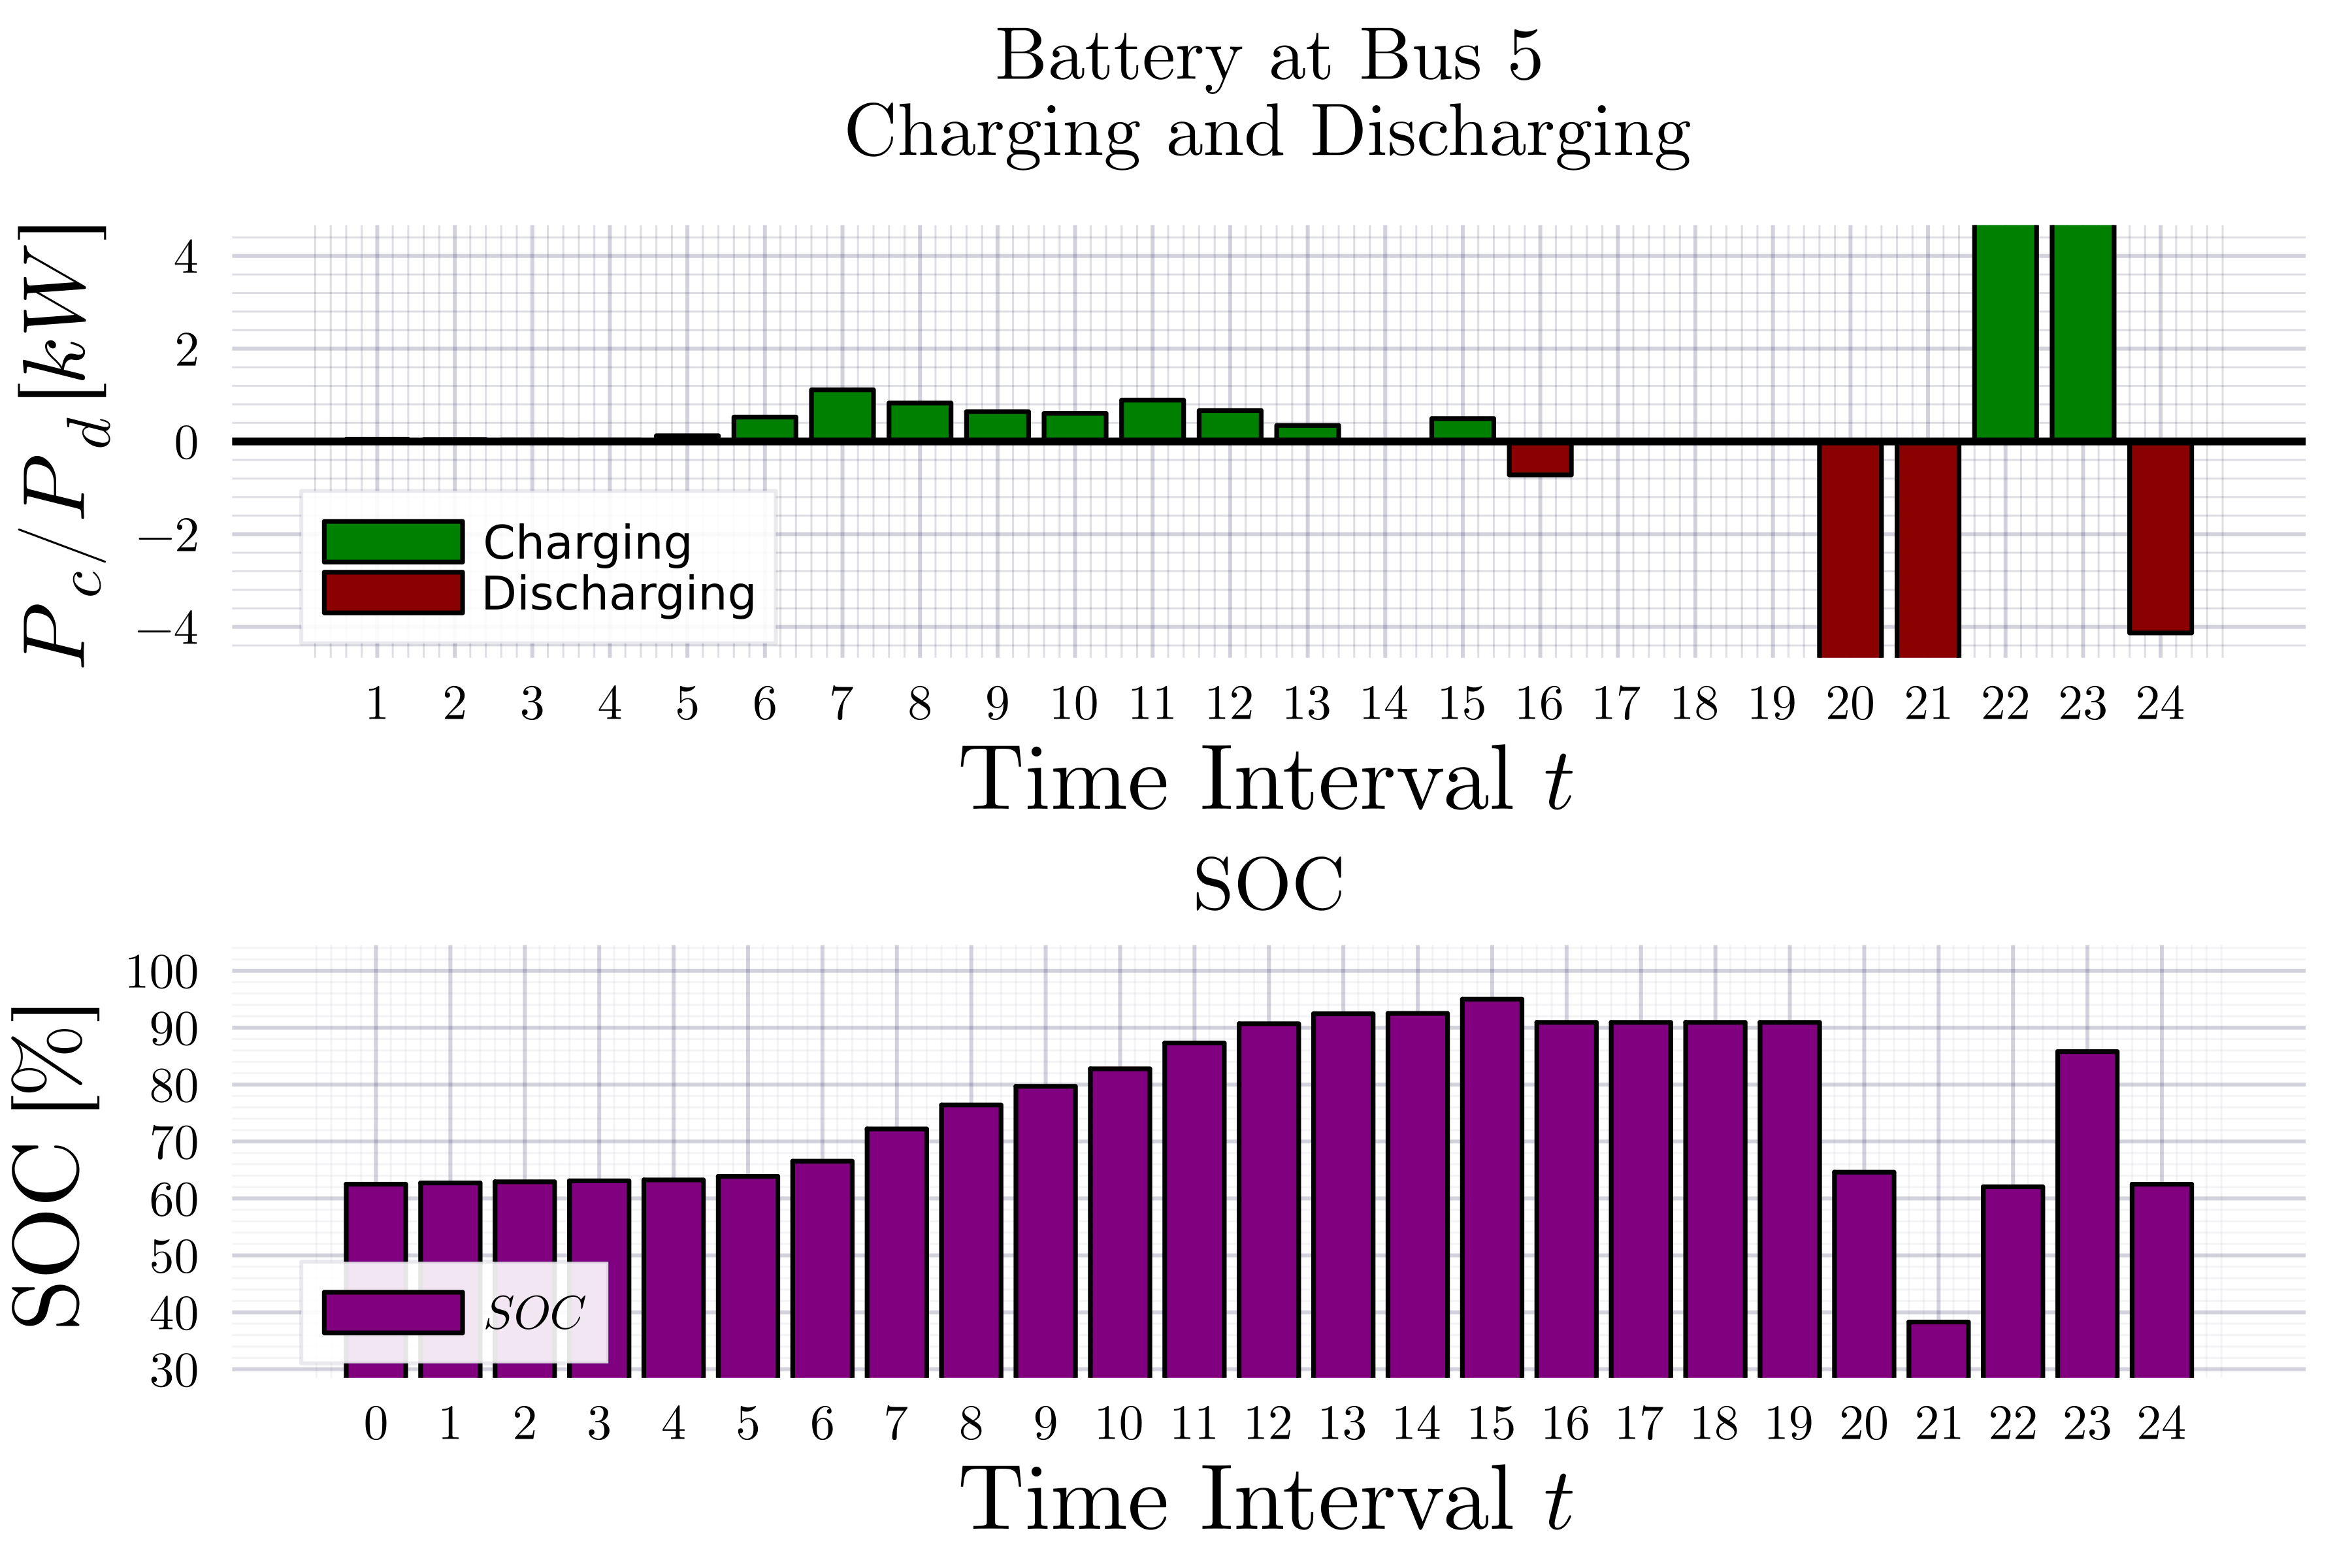 Battery at Bus 5
Charging and Discharging
P_c/P_d [kW]
4
2
0
−2
−4
Charging
Discharging
1 2 3 4 5 6 7 8 9 10 11 12 13 14 15 16 17 18 19 20 21 22 23 24
Time Interval t
SOC
SOC [%]
100
90
80
70
60
50
40
30
SOC
0 1 2 3 4 5 6 7 8 9 10 11 12 13 14 15 16 17 18 19 20 21 22 23 24
Time Interval t